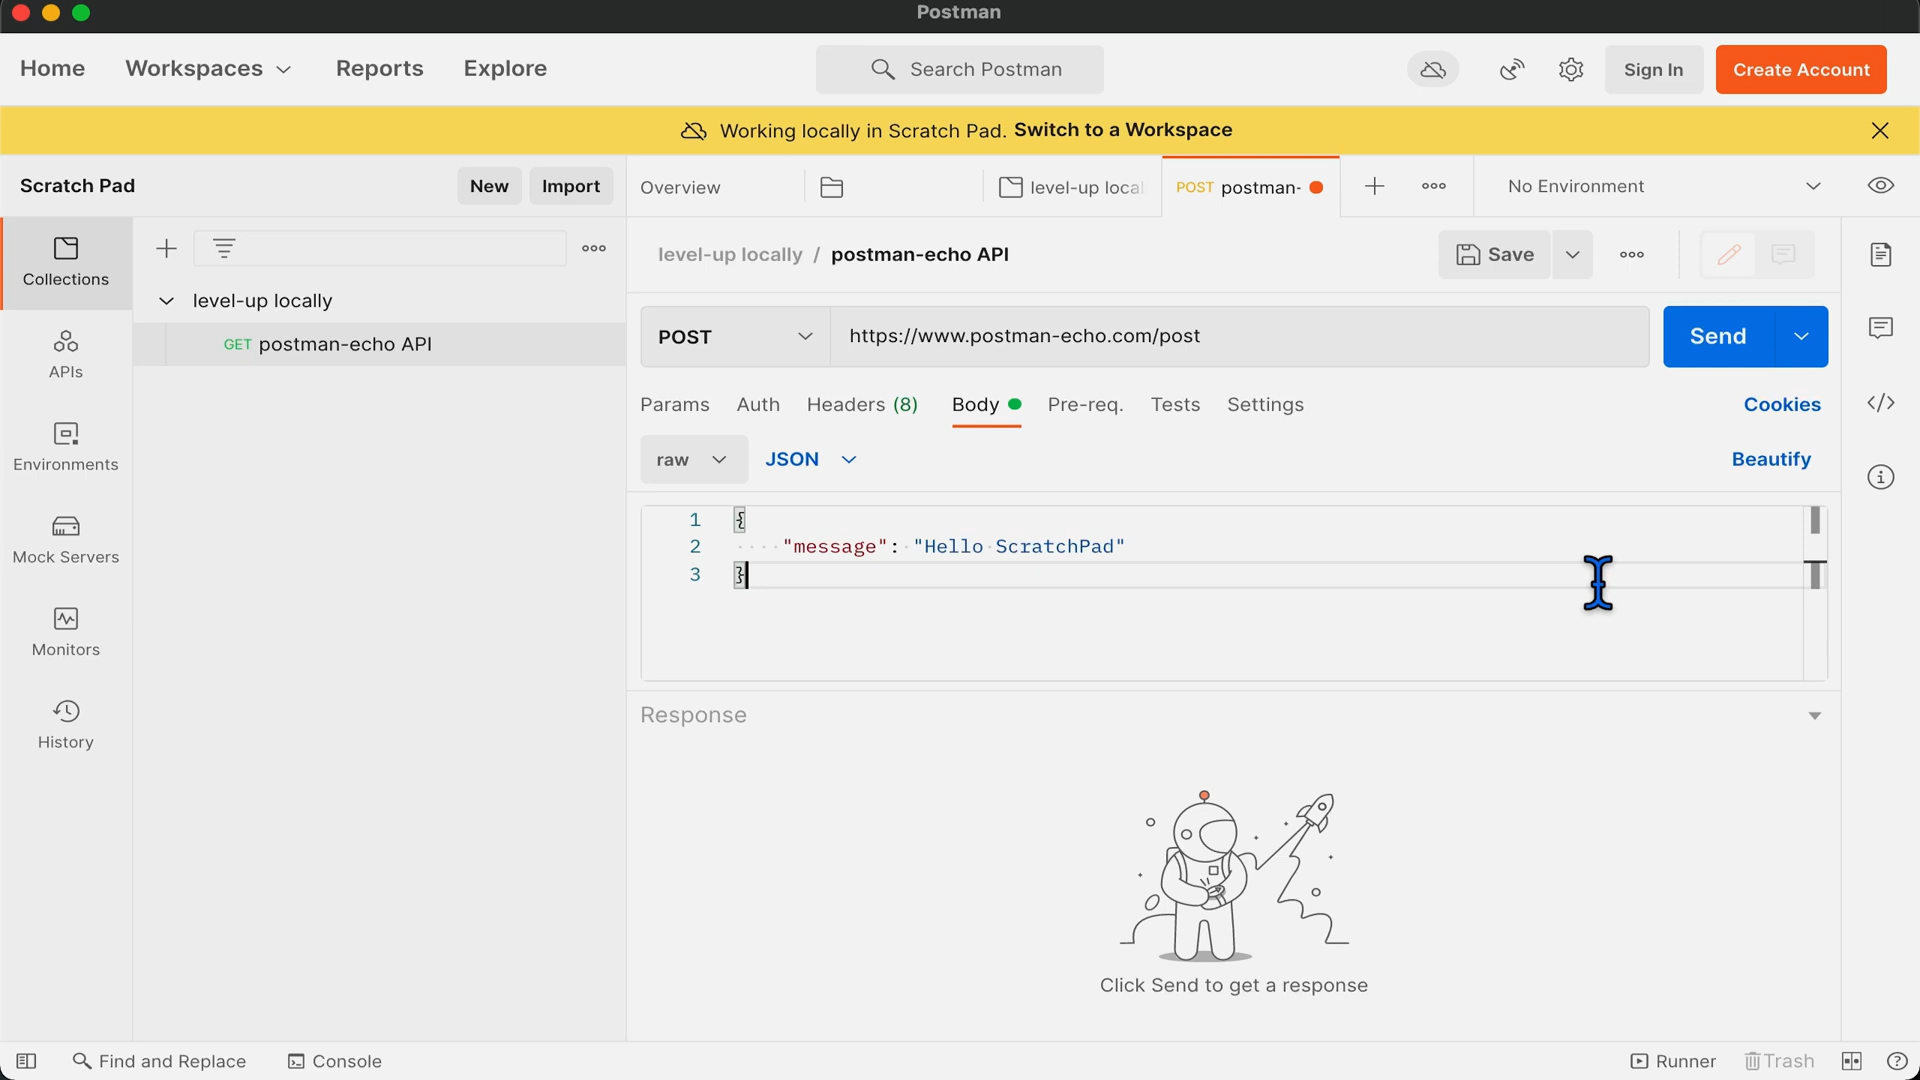 Postman
Home Workspaces Reports Explore Search Postman Sign In Create Account
Working locally in Scratch Pad. Switch to a Workspace
Scratch Pad New Import Overview level-up loca POST postman- No Environment
Collections
level-up locally / postman-echo API Save
level-up locally
GET postman-echo API
POST https://www.postman-echo.com/post Send
APIs
Params Auth Headers (8) Body Pre-req. Tests Settings Cookies
Environments
raw JSON Beautify
Mock Servers
1 {
2 "message": "Hello ScratchPad"
3 }
Monitors
History
Response
Click Send to get a response
Find and Replace Console Runner Trash